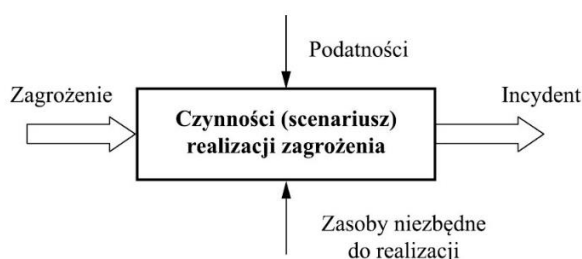 Podatności
Zagrożenie
Incydent
Czynności (scenariusz)
realizacji zagrożenia
Zasoby niezbędne
do realizacji